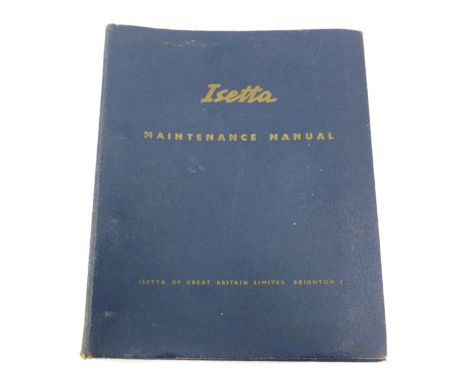 Isetta
MAINTENANCE MANUAL
ISETTA OF GREAT BRITAIN LIMITED BRIGHTON